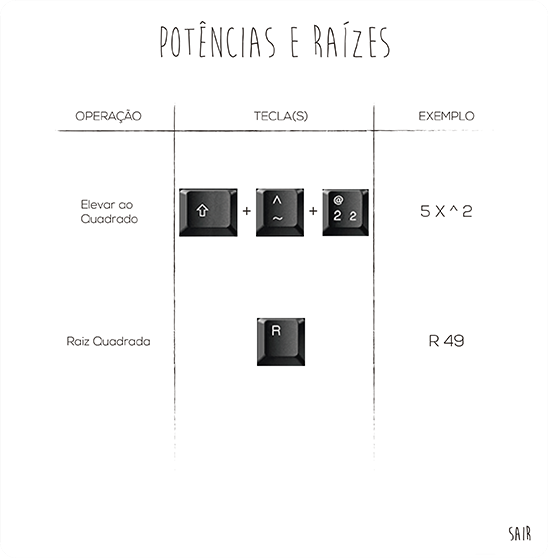 POTÊNCIAS E RAÍZES
OPERAÇÃO TECLA(S) EXEMPLO
Elevar ao
Quadrado
⇧ + ^ ~ + @ 2 2
5 X ^ 2
Raiz Quadrada
R
R 49
SAIR